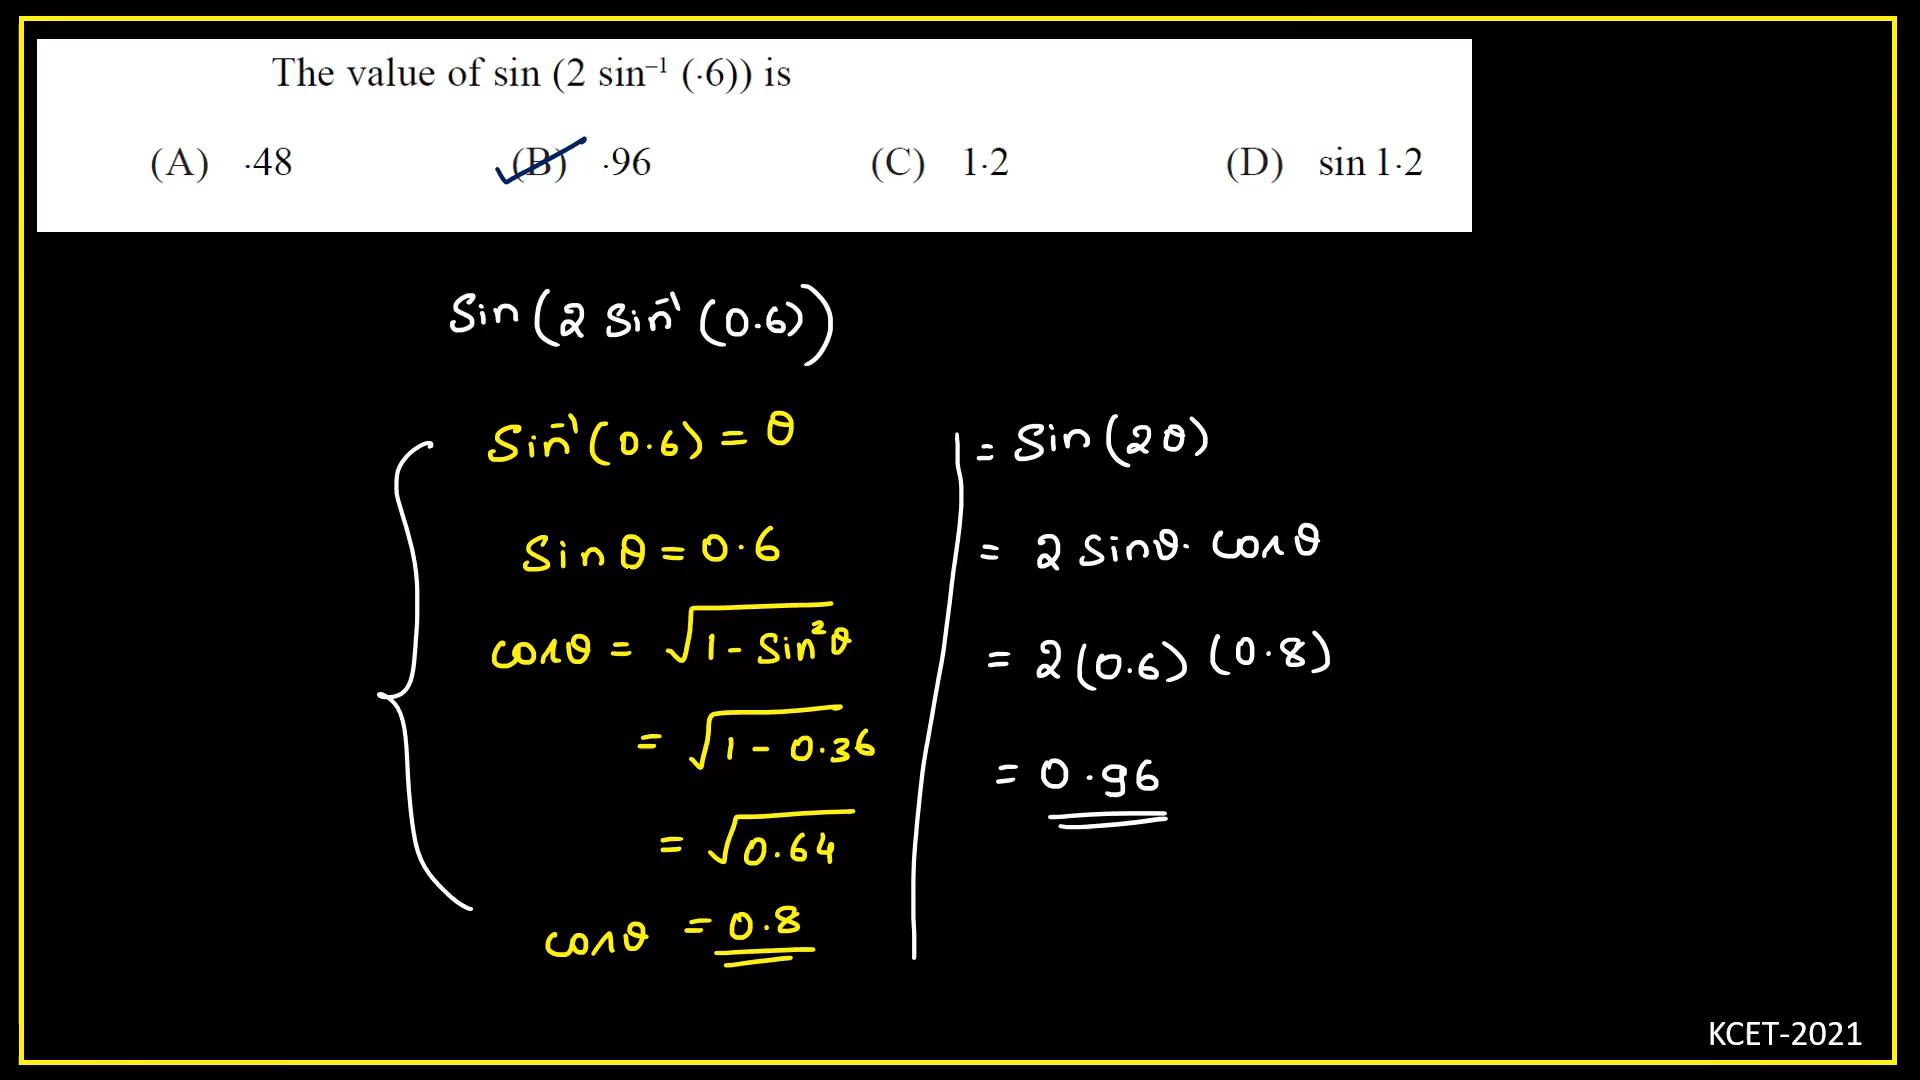 The value of sin (2 sin⁻¹ (·6)) is
(A) ·48 (B) ·96 (C) 1·2 (D) sin 1·2
Sin(2 Sin⁻¹(0.6))
Sin⁻¹(0.6) = θ
Sin θ = 0.6
cos θ = √1 - Sin²θ
= √1 - 0.36
= √0.64
cos θ = 0.8
= Sin(2θ)
= 2 Sinθ. cos θ
= 2(0.6)(0.8)
= 0.96
KCET-2021